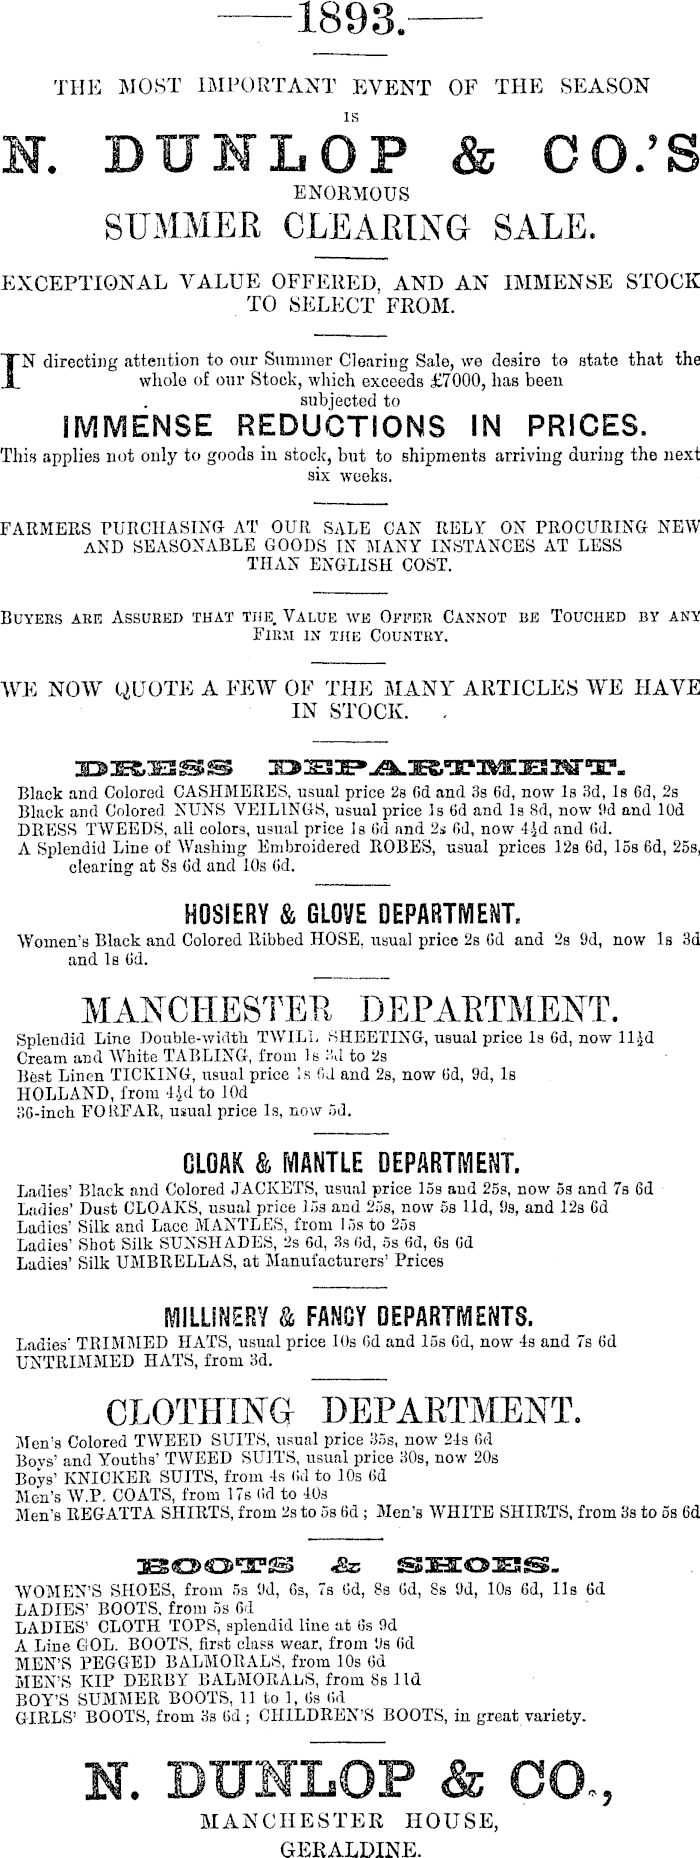 1893.
THE MOST IMPORTANT EVENT OF THE SEASON
IS
N. DUNLOP & CO.'S
ENORMOUS
SUMMER CLEARING SALE.
EXCEPTIONAL VALUE OFFERED, AND AN IMMENSE STOCK
TO SELECT FROM.
IN directing attention to our Summer Clearing Sale, we desire to state that the
whole of our Stock, which exceeds £7000, has been
subjected to
IMMENSE REDUCTIONS IN PRICES.
This applies not only to goods in stock, but to shipments arriving during the next
six weeks.
FARMERS PURCHASING AT OUR SALE CAN RELY ON PROCURING NEW
AND SEASONABLE GOODS IN MANY INSTANCES AT LESS
THAN ENGLISH COST.
BUYERS ARE ASSURED THAT THE VALUE WE OFFER CANNOT BE TOUCHED BY ANY
FIRM IN THE COUNTRY.
WE NOW QUOTE A FEW OF THE MANY ARTICLES WE HAVE
IN STOCK.
DRESS DEPARTMENT.
Black and Colored CASHMERES, usual price 2s 6d and 3s 6d, now 1s 3d, 1s 6d, 2s
Black and Colored NUNS VEILINGS, usual price 1s 6d and 1s 8d, now 9d and 10d
DRESS TWEEDS, all colors, usual price 1s 6d and 2s 6d, now 4½d and 6d.
A Splendid Line of Washing Embroidered ROBES, usual prices 12s 6d, 15s 6d, 25s,
clearing at 8s 6d and 10s 6d.
HOSIERY & GLOVE DEPARTMENT.
Women's Black and Colored Ribbed HOSE, usual price 2s 6d and 2s 9d, now 1s 3d
and 1s 6d.
MANCHESTER DEPARTMENT.
Splendid Line Double-width TWILL SHEETING, usual price 1s 6d, now 11½d
Cream and White TABLING, from 1s 3d to 2s
Best Linen TICKING, usual price 1s 6d and 2s, now 6d, 9d, 1s
HOLLAND, from 4½d to 10d
36-inch FORFAR, usual price 1s, now 5d.
CLOAK & MANTLE DEPARTMENT.
Ladies' Black and Colored JACKETS, usual price 15s and 25s, now 5s and 7s 6d
Ladies' Dust CLOAKS, usual price 15s and 25s, now 5s 11d, 9s, and 12s 6d
Ladies' Silk and Lace MANTLES, from 15s to 25s
Ladies' Shot Silk SUNSHADES, 2s 6d, 3s 6d, 5s 6d, 6s 6d
Ladies' Silk UMBRELLAS, at Manufacturers' Prices
MILLINERY & FANCY DEPARTMENTS.
Ladies' TRIMMED HATS, usual price 10s 6d and 15s 6d, now 4s and 7s 6d
UNTRIMMED HATS, from 3d.
CLOTHING DEPARTMENT.
Men's Colored TWEED SUITS, usual price 35s, now 24s 6d
Boys' and Youths' TWEED SUITS, usual price 30s, now 20s
Boys' KNICKER SUITS, from 4s 6d to 10s 6d
Men's W.P. COATS, from 17s 6d to 40s
Men's REGATTA SHIRTS, from 2s to 5s 6d ; Men's WHITE SHIRTS, from 3s to 5s 6d
BOOTS & SHOES.
WOMEN'S SHOES, from 5s 9d, 6s, 7s 6d, 8s 6d, 8s 9d, 10s 6d, 11s 6d
LADIES' BOOTS, from 5s 6d
LADIES' CLOTH TOPS, splendid line at 6s 9d
A Line COL. BOOTS, first class wear, from 9s 6d
MEN'S PEGGED BALMORALS, from 10s 6d
MEN'S KIP DERBY BALMORALS, from 8s 11d
BOY'S SUMMER BOOTS, 11 to 1, 6s 6d
GIRLS' BOOTS, from 3s 6d ; CHILDREN'S BOOTS, in great variety.
N. DUNLOP & CO.,
MANCHESTER HOUSE,
GERALDINE.